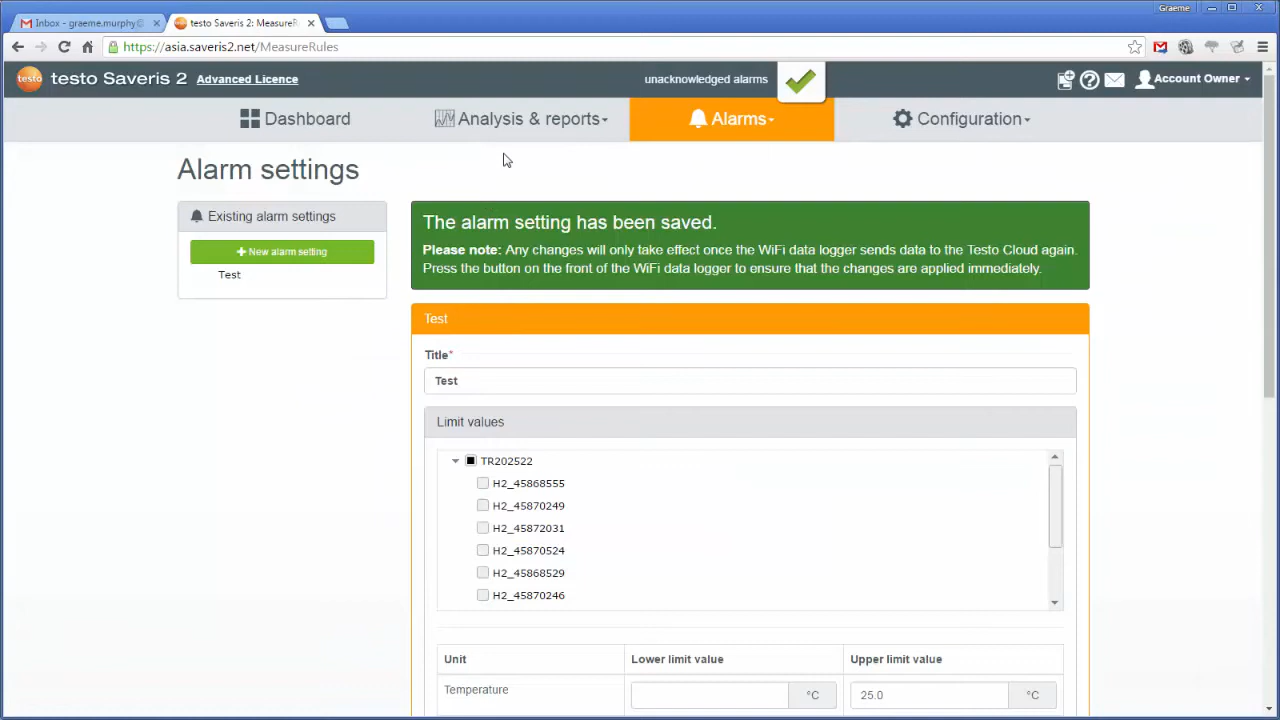 Graeme
Inbox - graeme.murphy@
testo Saveris 2: MeasureR
https://asia.saveris2.net/MeasureRules
testo
testo Saveris 2
Advanced Licence
unacknowledged alarms
Account Owner
Dashboard
Analysis & reports
Alarms
Configuration
Alarm settings
Existing alarm settings
New alarm setting
Test
The alarm setting has been saved.
Please note: Any changes will only take effect once the WiFi data logger sends data to the Testo Cloud again.
Press the button on the front of the WiFi data logger to ensure that the changes are applied immediately.
Test
Title*
Test
Limit values
TR202522
H2_45868555
H2_45870249
H2_45872031
H2_45870524
H2_45868529
H2_45870246
Unit Lower limit value Upper limit value
Temperature °C 25.0 °C